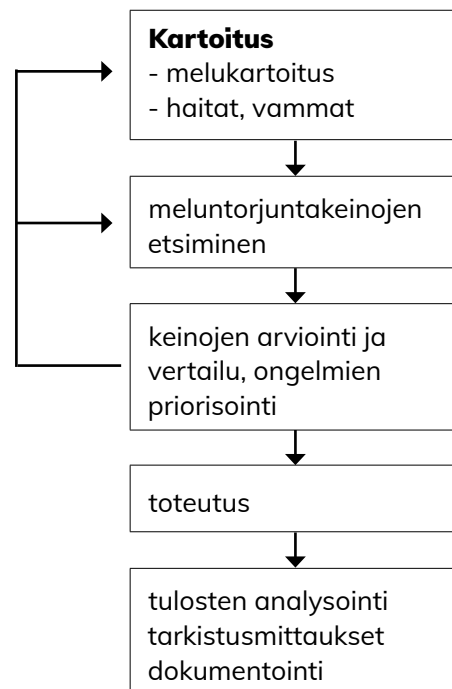 Kartoitus
- melukartoitus
- haitat, vammat
meluntorjuntakeinojen
etsiminen
keinojen arviointi ja
vertailu, ongelmien
priorisointi
toteutus
tulosten analysointi
tarkistusmittaukset
dokumentointi